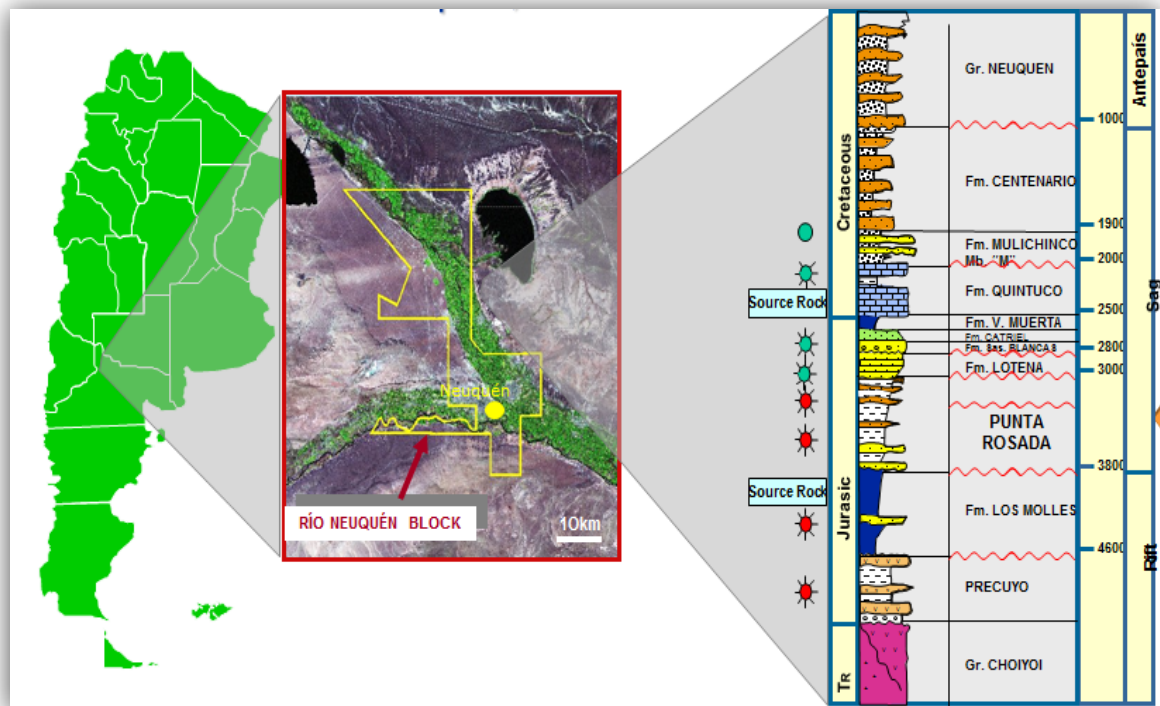 Neuquén
RÍO NEUQUÉN BLOCK
10km
Cretaceous
Jurasic
TR
Source Rock
Source Rock
Gr. NEUQUEN
Fm. CENTENARIO
Fm. MULICHINCO
Mb. "M"
Fm. QUINTUCO
Fm. V. MUERTA
Fm. CATRIEL
Fm. Sas. BLANCAS
Fm. LOTENA
PUNTA
ROSADA
Fm. LOS MOLLES
PRECUYO
Gr. CHOIYOI
1000
1900
2000
2500
2800
3000
3800
4600
Antepaís
Sag
Rift